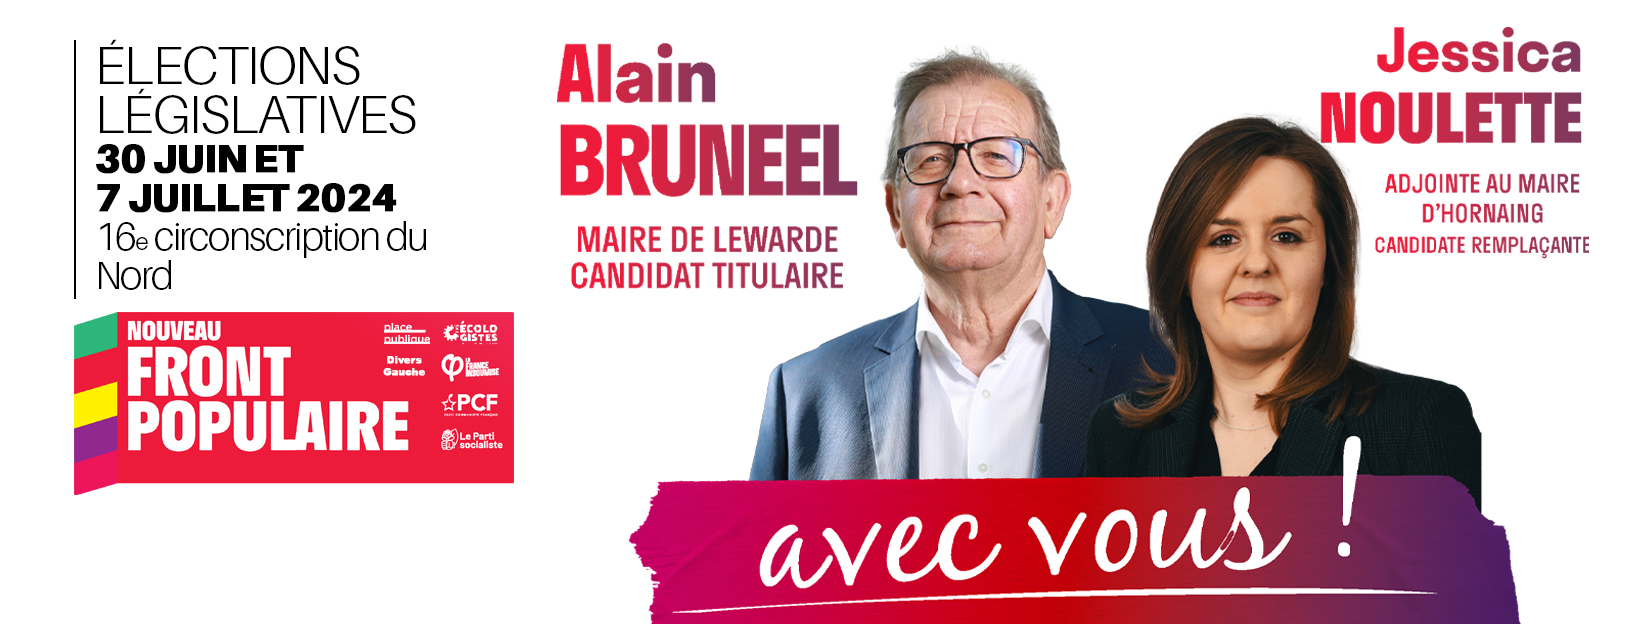 ÉLECTIONS
LÉGISLATIVES
30 JUIN ET
7 JUILLET 2024
16e circonscription du
Nord
NOUVEAU
FRONT
POPULAIRE
place
publique
Divers
Gauche
LES
ÉCOLO
GISTES
LA
FRANCE
INSOUMISE
PCF
PARTI COMMUNISTE FRANÇAIS
Le Parti
socialiste
Alain
BRUNEEL
MAIRE DE LEWARDE
CANDIDAT TITULAIRE
Jessica
NOULETTE
ADJOINTE AU MAIRE
D'HORNAING
CANDIDATE REMPLAÇANTE
avec vous !